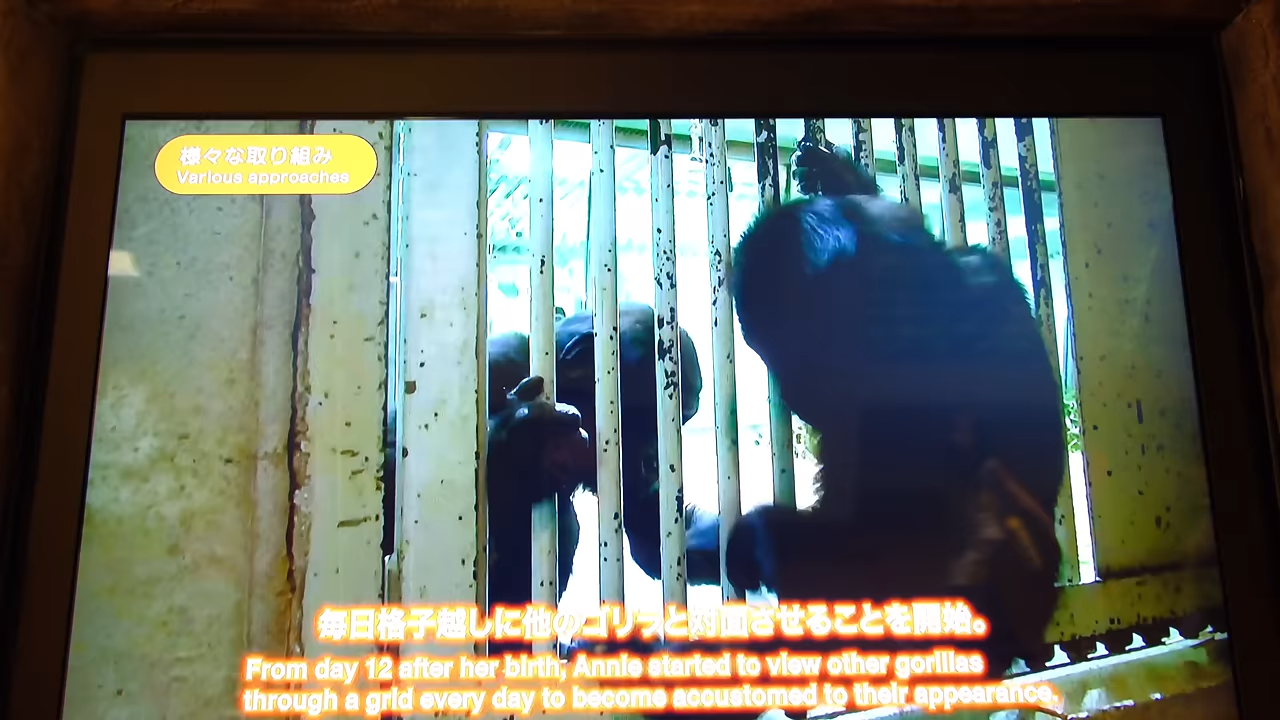 様々な取り組み
Various approaches
毎日格子越しに他のゴリラと対面させることを開始。
From day 12 after her birth, Annie started to view other gorillas
through a grid every day to become accustomed to their appearance.